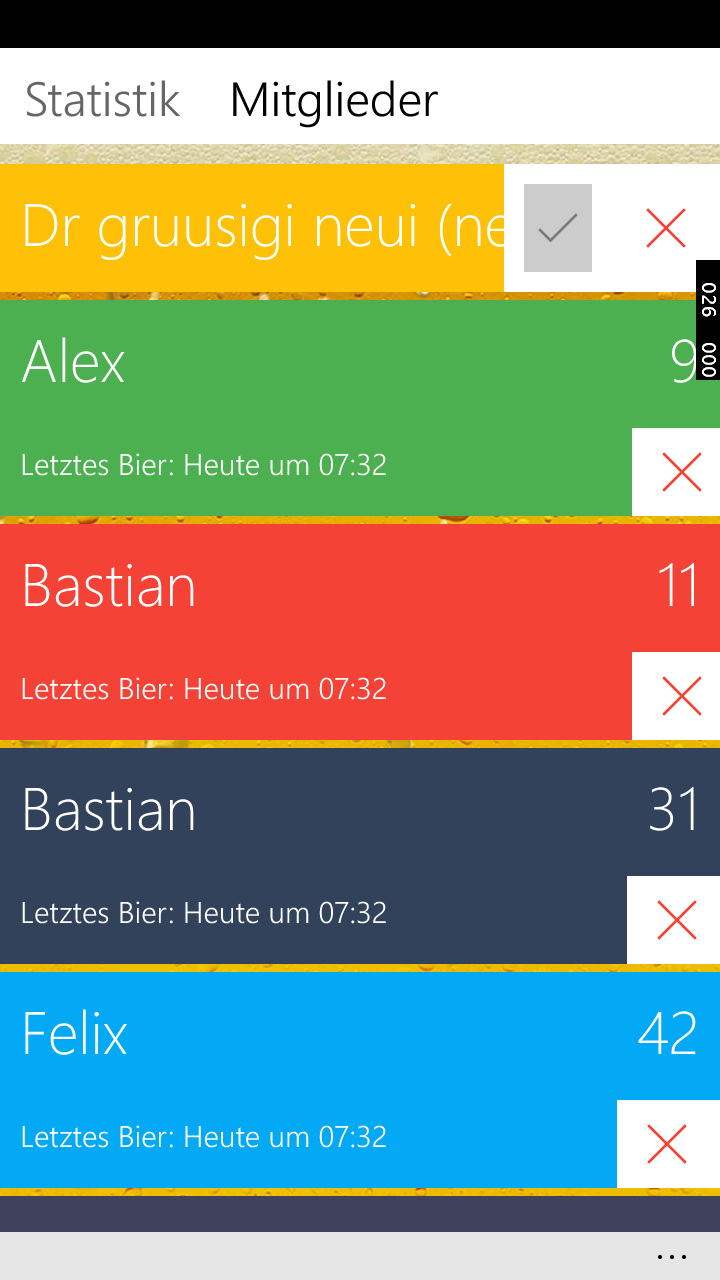 Statistik Mitglieder
Dr gruusigi neui (ne
026 000
Alex 9
Letztes Bier: Heute um 07:32
Bastian 11
Letztes Bier: Heute um 07:32
Bastian 31
Letztes Bier: Heute um 07:32
Felix 42
Letztes Bier: Heute um 07:32
...